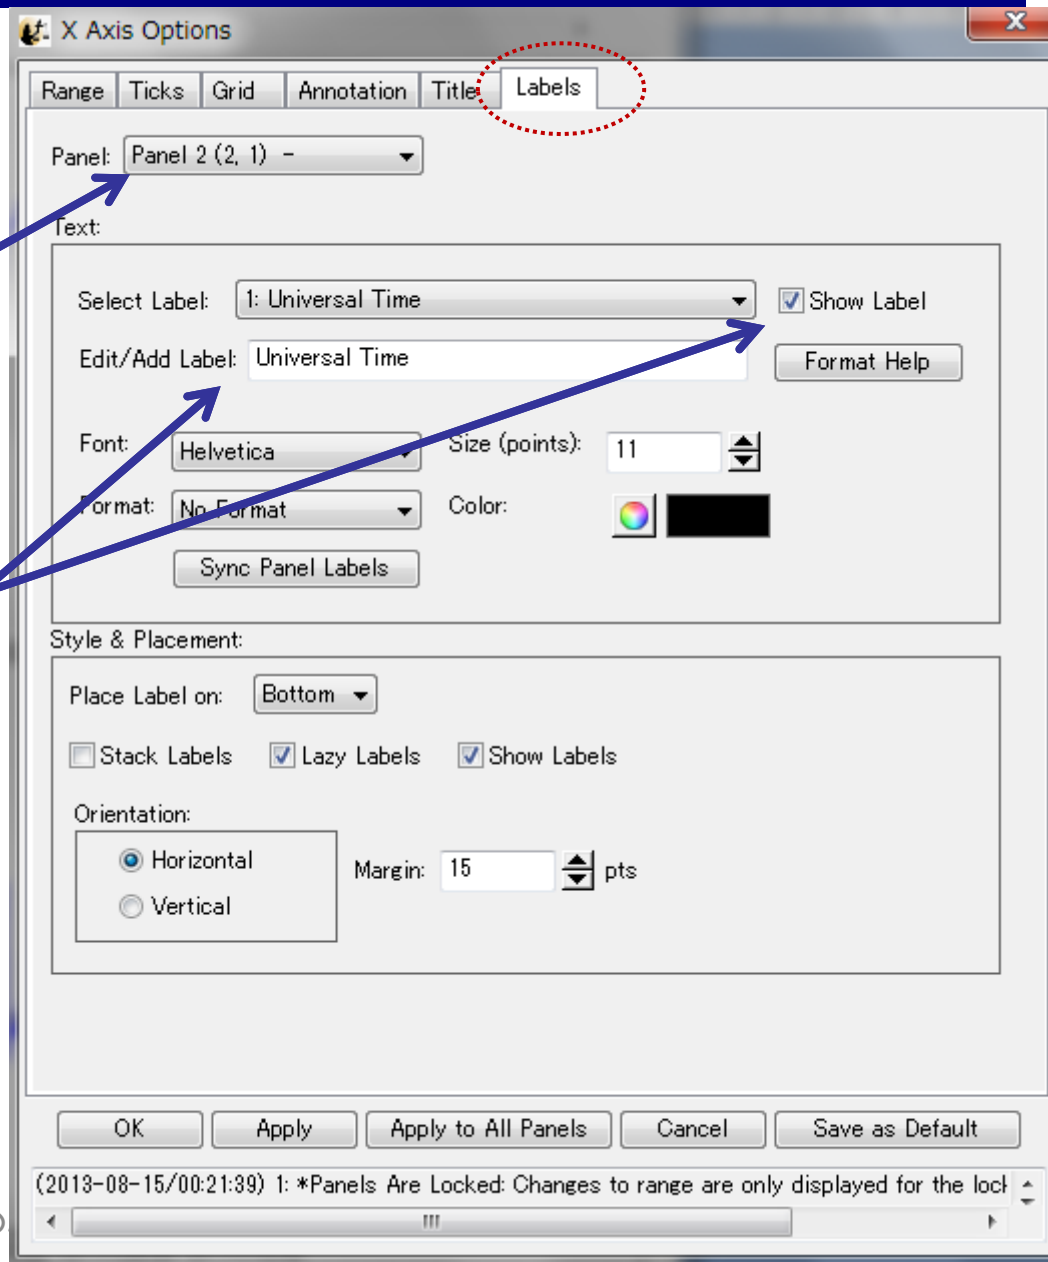 X Axis Options
X
Range Ticks Grid Annotation Title Labels
Panel: Panel 2 (2, 1) -
Text:
Select Label: 1: Universal Time Show Label
Edit/Add Label: Universal Time Format Help
Font: Helvetica Size (points): 11
Format: No Format Color:
Sync Panel Labels
Style & Placement:
Place Label on: Bottom
Stack Labels Lazy Labels Show Labels
Orientation:
Horizontal
Margin: 15 pts
Vertical
OK Apply Apply to All Panels Cancel Save as Default
(2013-08-15/00:21:39) 1: *Panels Are Locked: Changes to range are only displayed for the